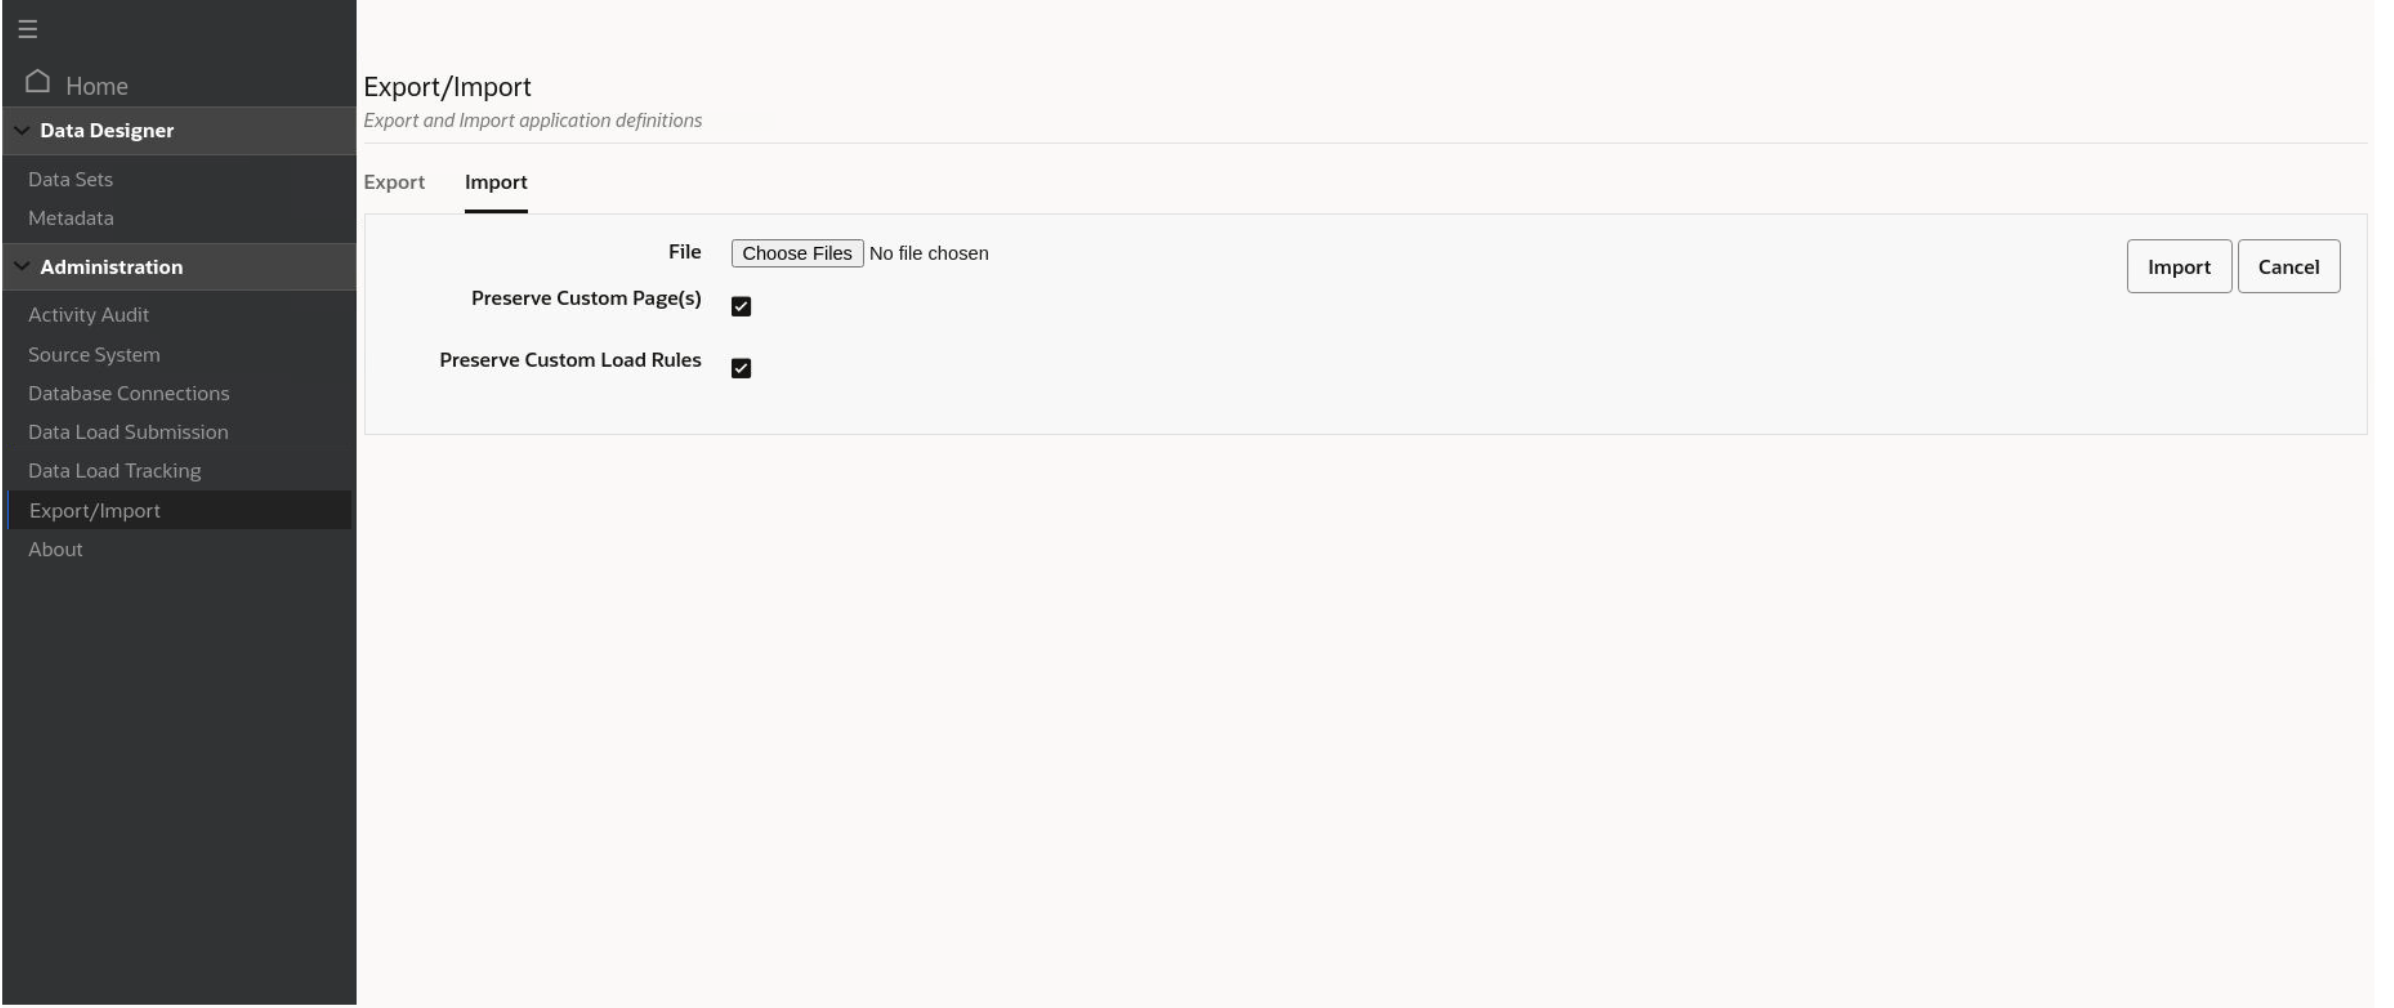 Home
Data Designer
Data Sets
Metadata
Administration
Activity Audit
Source System
Database Connections
Data Load Submission
Data Load Tracking
Export/Import
About
Export/Import
Export and Import application definitions
Export Import
File Choose Files No file chosen
Import Cancel
Preserve Custom Page(s)
Preserve Custom Load Rules